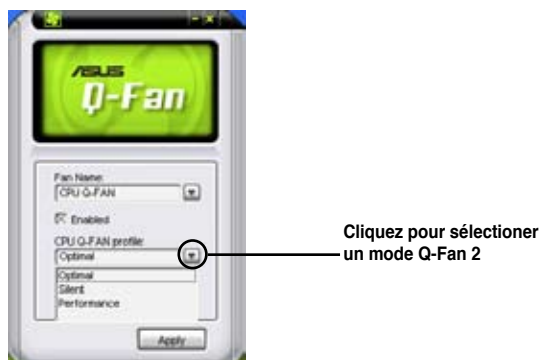 ASUS
Q-Fan
Fan Name:
CPU Q-FAN
Enabled
CPU Q-FAN profile:
Optimal
Optimal
Silent
Performance
Apply
Cliquez pour sélectioner
un mode Q-Fan 2